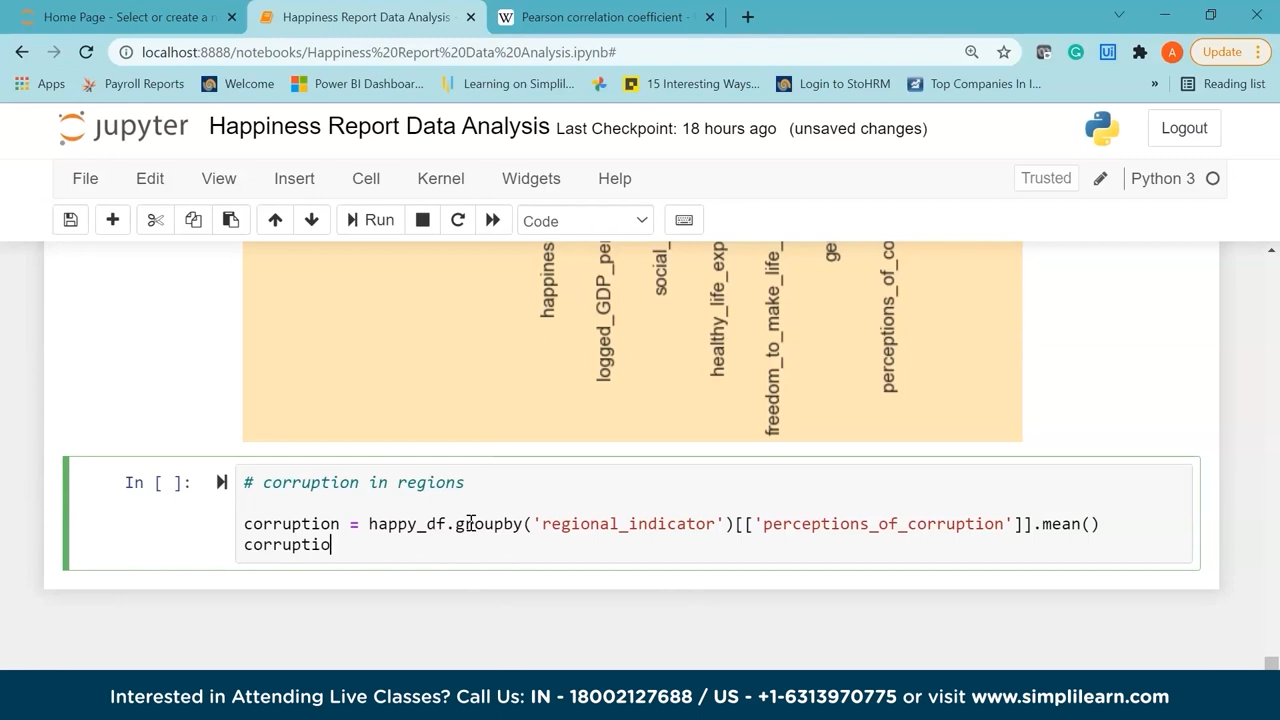 Home Page - Select or create a n
Happiness Report Data Analysis -
Pearson correlation coefficient -
localhost:8888/notebooks/Happiness%20Report%20Data%20Analysis.ipynb#
A
Update
Apps
Payroll Reports
Welcome
Power BI Dashboar...
Learning on Simplil...
15 Interesting Ways...
Login to StoHRM
Top Companies In I...
»
Reading list
jupyter
Happiness Report Data Analysis Last Checkpoint: 18 hours ago (unsaved changes)
Logout
File
Edit
View
Insert
Cell
Kernel
Widgets
Help
Trusted
Python 3
Run
Code
happines
logged_GDP_per
social_
healthy_life_exp
freedom_to_make_life_
ge
perceptions_of_co
In [ ]:
# corruption in regions
corruption = happy_df.groupby('regional_indicator')[['perceptions_of_corruption']].mean()
corruptio
Interested in Attending Live Classes? Call Us: IN - 18002127688 / US - +1-6313970775 or visit www.simplilearn.com